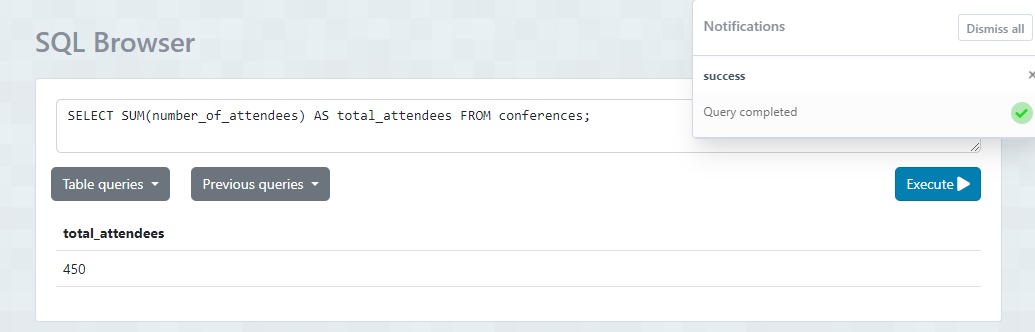 SQL Browser
Notifications
Dismiss all
success
×
Query completed
SELECT SUM(number_of_attendees) AS total_attendees FROM conferences;
Table queries
Previous queries
Execute
total_attendees
450